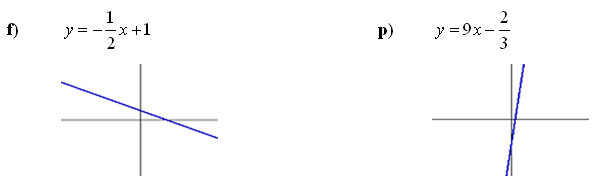 f) y = -1/2 x + 1
p) y = 9x - 2/3